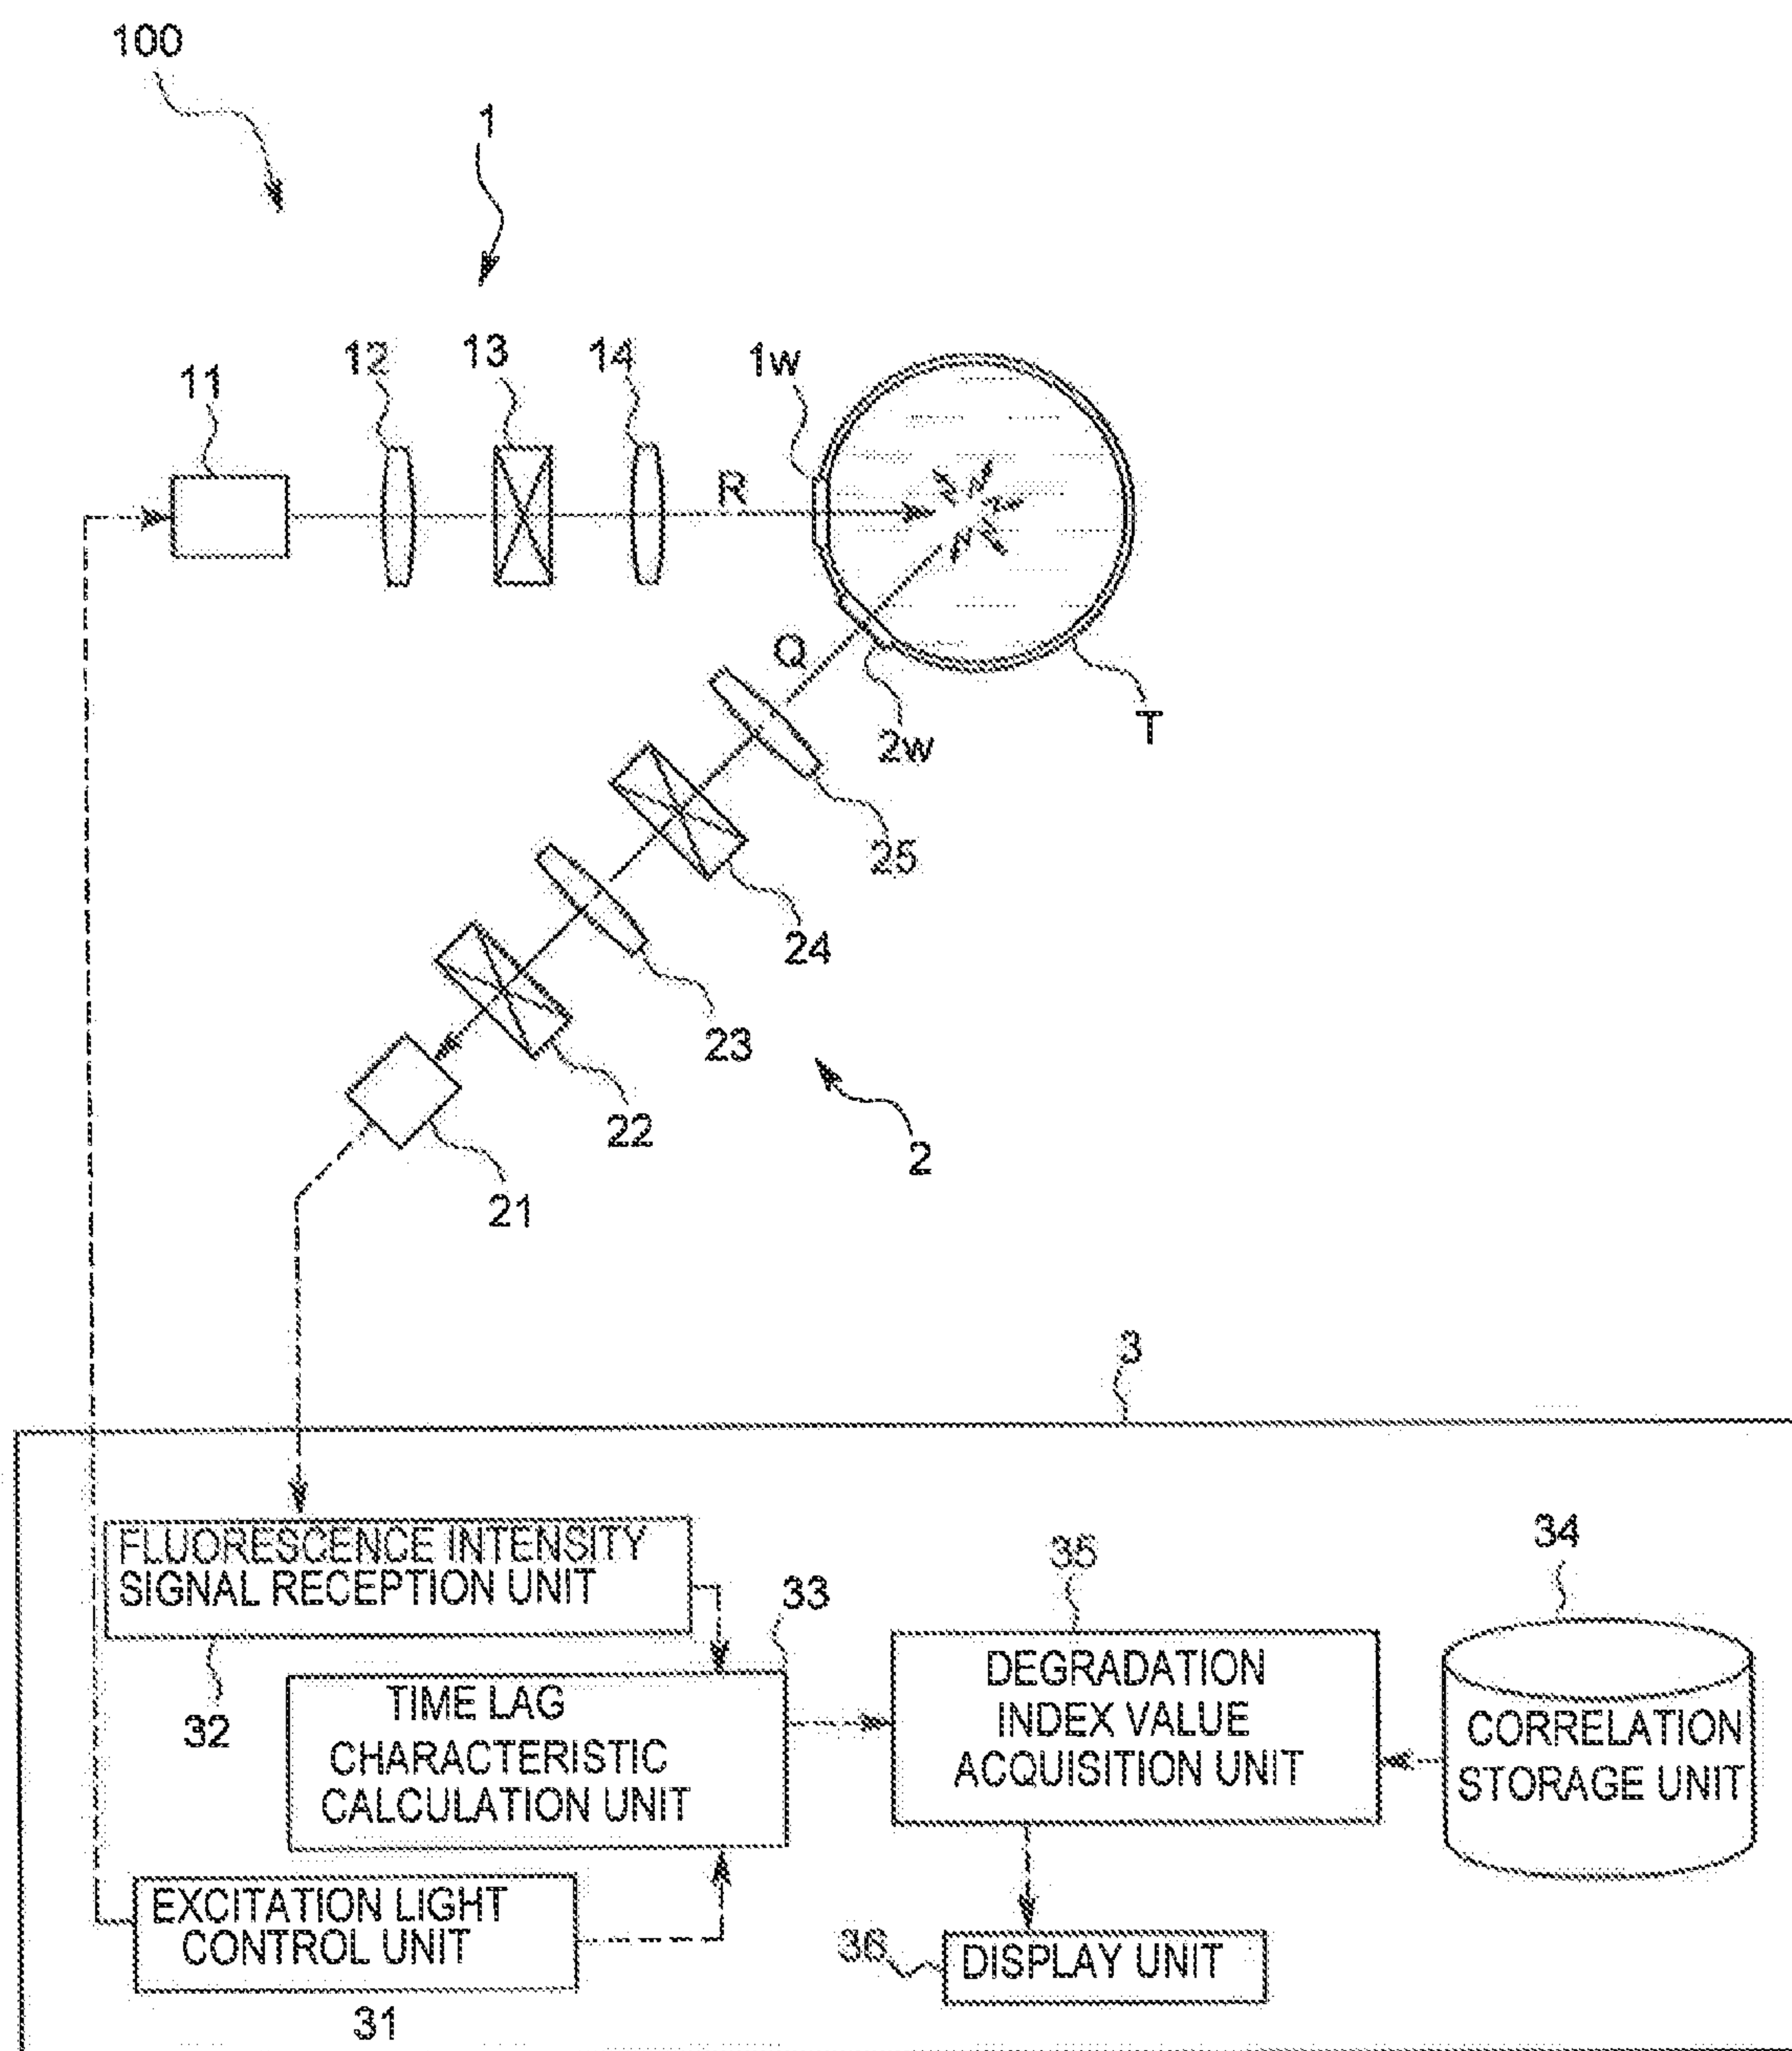 100
1
11
12
13
14
1w
R
Q
2w
T
25
24
23
22
21
2
3
FLUORESCENCE INTENSITY
SIGNAL RECEPTION UNIT
32
33
TIME LAG
CHARACTERISTIC
CALCULATION UNIT
35
DEGRADATION
INDEX VALUE
ACQUISITION UNIT
34
CORRELATION
STORAGE UNIT
EXCITATION LIGHT
CONTROL UNIT
31
36
DISPLAY UNIT